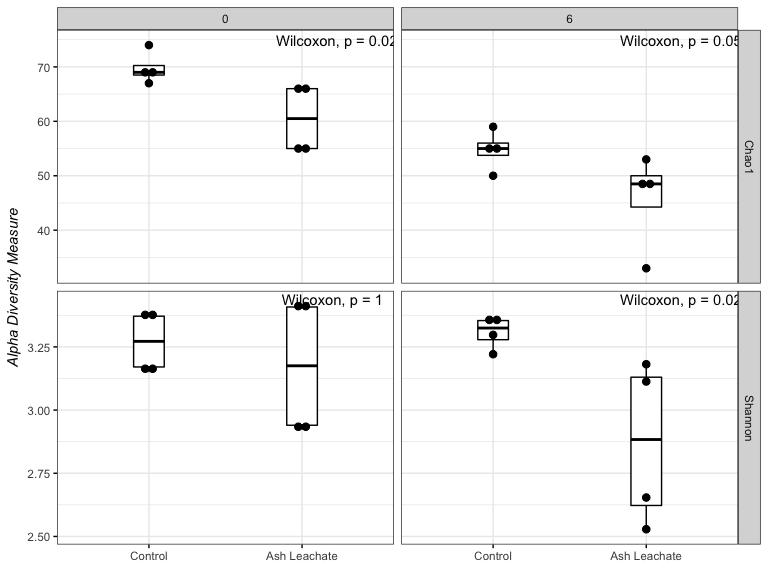 0
6
Wilcoxon, p = 0.02
Wilcoxon, p = 0.05
70
60
50
40
Chao1
Alpha Diversity Measure
Wilcoxon, p = 1
Wilcoxon, p = 0.02
3.25
3.00
2.75
2.50
Shannon
Control
Ash Leachate
Control
Ash Leachate